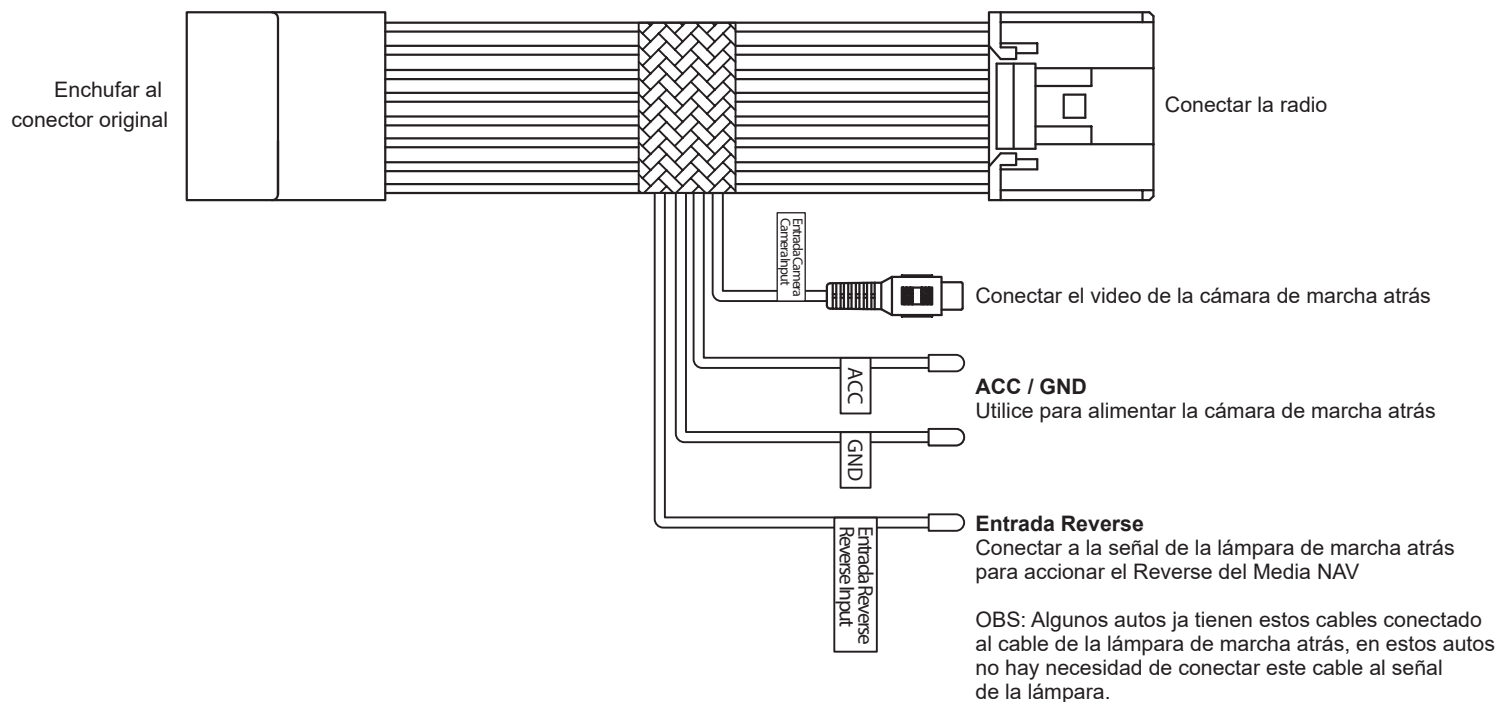 Enchufar al
conector original
Conectar la radio
Entrada Camera
Camera Input
Conectar el video de la cámara de marcha atrás
ACC
ACC / GND
Utilice para alimentar la cámara de marcha atrás
GND
Entrada Reverse
Reverse Input
Entrada Reverse
Conectar a la señal de la lámpara de marcha atrás
para accionar el Reverse del Media NAV
OBS: Algunos autos ja tienen estos cables conectado
al cable de la lámpara de marcha atrás, en estos autos
no hay necesidad de conectar este cable al señal
de la lámpara.